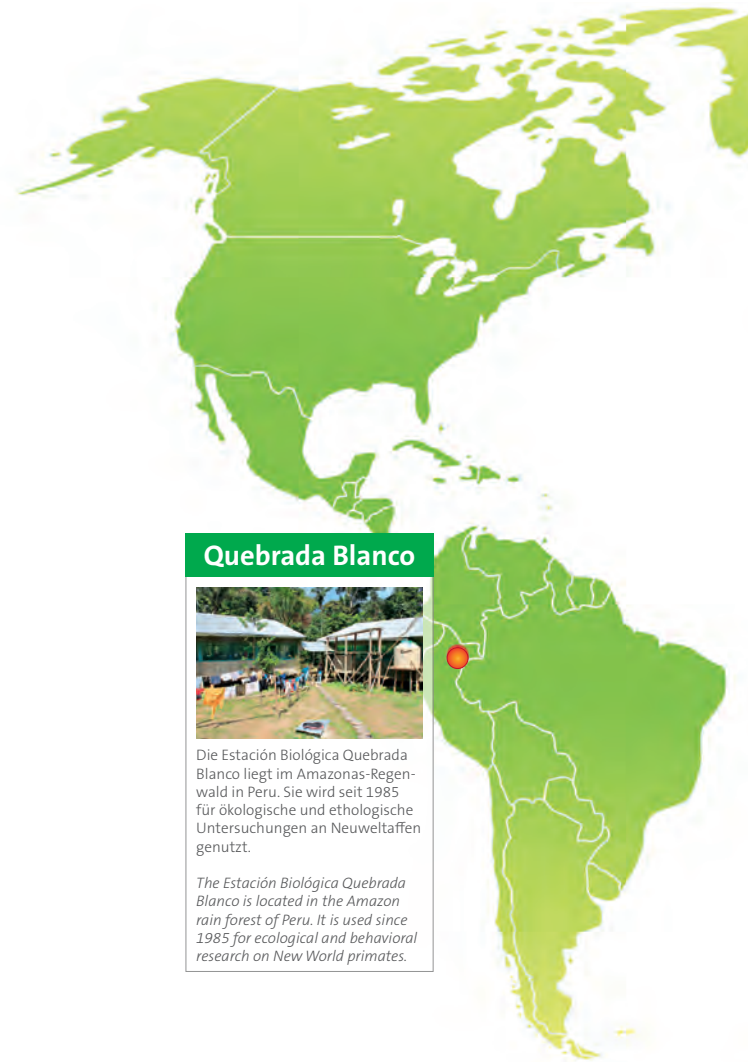 Quebrada Blanco
Die Estación Biológica Quebrada
Blanco liegt im Amazonas-Regen-
wald in Peru. Sie wird seit 1985
für ökologische und ethologische
Untersuchungen an Neuweltaffen
genutzt.
The Estación Biológica Quebrada
Blanco is located in the Amazon
rain forest of Peru. It is used since
1985 for ecological and behavioral
research on New World primates.